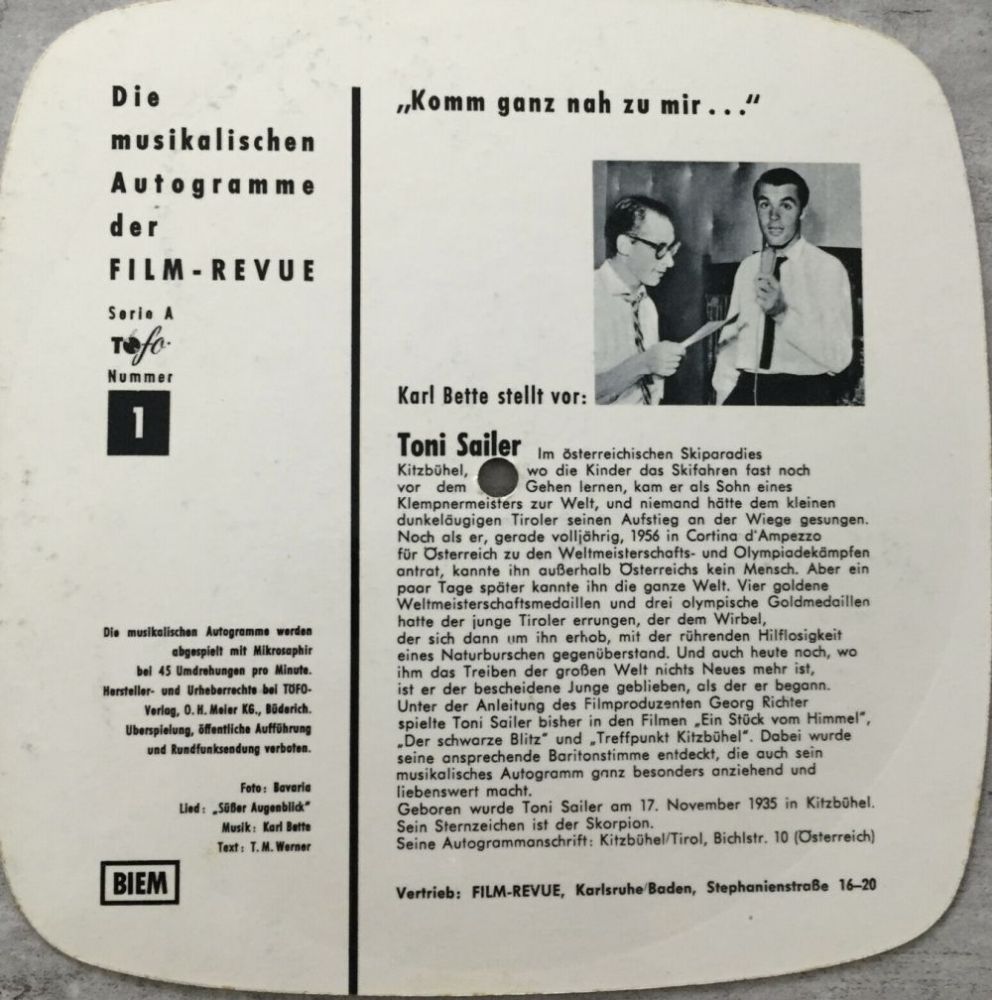 Die
musikalischen
Autogramme
der
FILM-REVUE
Serie A
TÖfo
Nummer
1
Die musikalischen Autogramme werden
abgespielt mit Mikrosaphir
bei 45 Umdrehungen pro Minute.
Hersteller- und Urheberrechte bei TÖFO-
Verlag, O. H. Meier KG., Büderich.
Überspielung, öffentliche Aufführung
und Rundfunksendung verboten.
Foto: Bavaria
Lied: „Süßer Augenblick“
Musik: Karl Bette
Text: T. M. Werner
BIEM
„Komm ganz nah zu mir . . .“
Karl Bette stellt vor:
Toni Sailer Im österreichischen Skiparadies
Kitzbühel, wo die Kinder das Skifahren fast noch
vor dem Gehen lernen, kam er als Sohn eines
Klempnermeisters zur Welt, und niemand hätte dem kleinen
dunkeläugigen Tiroler seinen Aufstieg an der Wiege gesungen.
Noch als er, gerade volljährig, 1956 in Cortina d'Ampezzo
für Österreich zu den Weltmeisterschafts- und Olympiadekämpfen
antrat, kannte ihn außerhalb Österreichs kein Mensch. Aber ein
paar Tage später kannte ihn die ganze Welt. Vier goldene
Weltmeisterschaftsmedaillen und drei olympische Goldmedaillen
hatte der junge Tiroler errungen, der dem Wirbel,
der sich dann um ihn erhob, mit der rührenden Hilflosigkeit
eines Naturburschen gegenüberstand. Und auch heute noch, wo
ihm das Treiben der großen Welt nichts Neues mehr ist,
ist er der bescheidene Junge geblieben, als der er begann.
Unter der Anleitung des Filmproduzenten Georg Richter
spielte Toni Sailer bisher in den Filmen „Ein Stück vom Himmel“,
„Der schwarze Blitz“ und „Treffpunkt Kitzbühel“. Dabei wurde
seine ansprechende Baritonstimme entdeckt, die auch sein
musikalisches Autogramm ganz besonders anziehend und
liebenswert macht.
Geboren wurde Toni Sailer am 17. November 1935 in Kitzbühel.
Sein Sternzeichen ist der Skorpion.
Seine Autogrammanschrift: Kitzbühel/Tirol, Bichlstr. 10 (Österreich)
Vertrieb: FILM-REVUE, Karlsruhe/Baden, Stephanienstraße 16–20